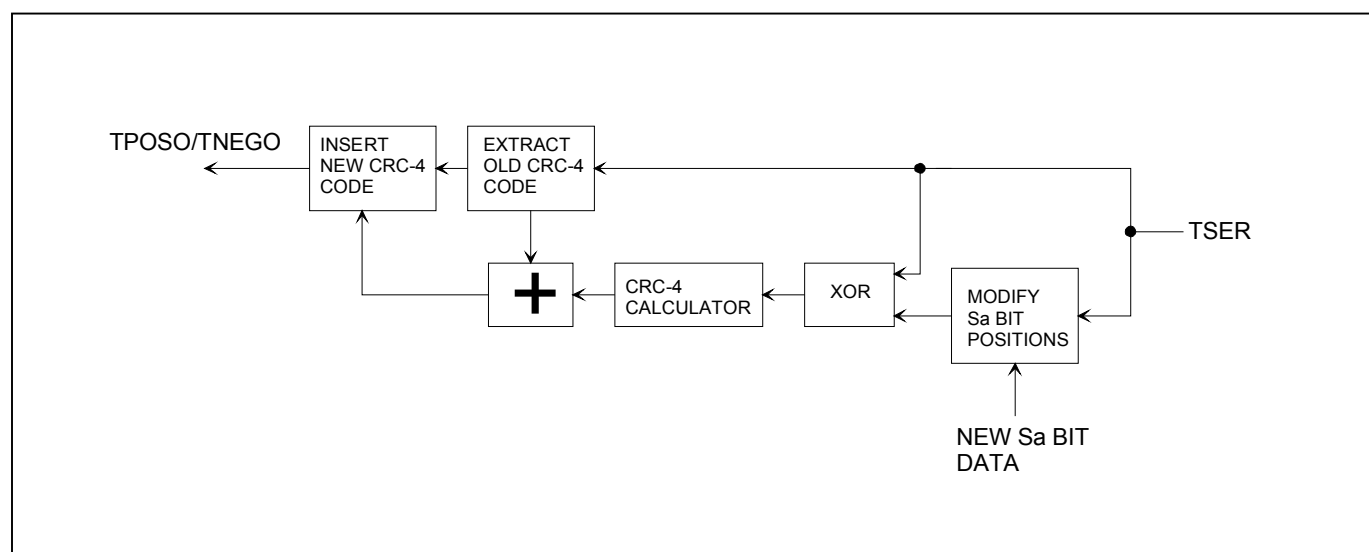 TPOSO/TNEGO
INSERT
NEW CRC-4
CODE
EXTRACT
OLD CRC-4
CODE
TSER
+
CRC-4
CALCULATOR
XOR
MODIFY
Sa BIT
POSITIONS
NEW Sa BIT
DATA